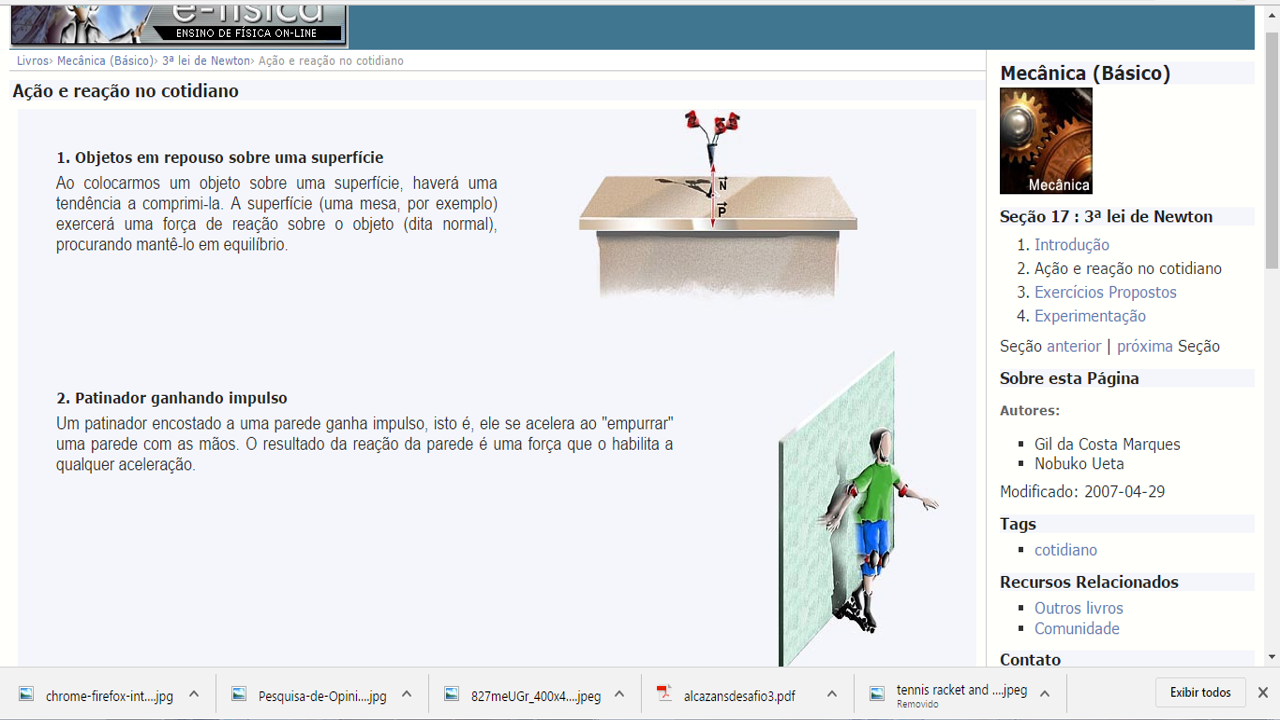 e-física
ENSINO DE FÍSICA ON-LINE
Livros› Mecânica (Básico)› 3ª lei de Newton› Ação e reação no cotidiano
Ação e reação no cotidiano
1. Objetos em repouso sobre uma superfície
Ao colocarmos um objeto sobre uma superfície, haverá uma
tendência a comprimi-la. A superfície (uma mesa, por exemplo)
exercerá uma força de reação sobre o objeto (dita normal),
procurando mantê-lo em equilíbrio.
N
P
2. Patinador ganhando impulso
Um patinador encostado a uma parede ganha impulso, isto é, ele se acelera ao "empurrar"
uma parede com as mãos. O resultado da reação da parede é uma força que o habilita a
qualquer aceleração.
Mecânica (Básico)
Mecânica
Seção 17 : 3ª lei de Newton
1. Introdução
2. Ação e reação no cotidiano
3. Exercícios Propostos
4. Experimentação
Seção anterior | próxima Seção
Sobre esta Página
Autores:
Gil da Costa Marques
Nobuko Ueta
Modificado: 2007-04-29
Tags
cotidiano
Recursos Relacionados
Outros livros
Comunidade
Contato
chrome-firefox-int....jpg
Pesquisa-de-Opini....jpg
827meUGr_400x4....jpeg
alcazansdesafio3.pdf
tennis racket and ....jpeg
Removido
Exibir todos